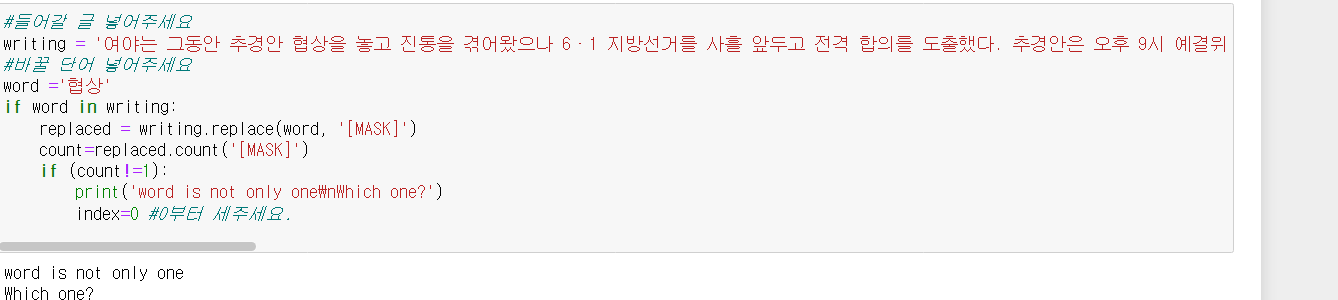 #들어갈 글 넣어주세요
writing = '여야는 그동안 추경안 협상을 놓고 진통을 겪어왔으나 6·1 지방선거를 사흘 앞두고 전격 합의를 도출했다. 추경안은 오후 9시 예결위
#바꿀 단어 넣어주세요
word ='협상'
if word in writing:
    replaced = writing.replace(word, '[MASK]')
    count=replaced.count('[MASK]')
    if (count!=1):
        print('word is not only one₩nWhich one?')
        index=0 #0부터 세주세요.
word is not only one
Which one?